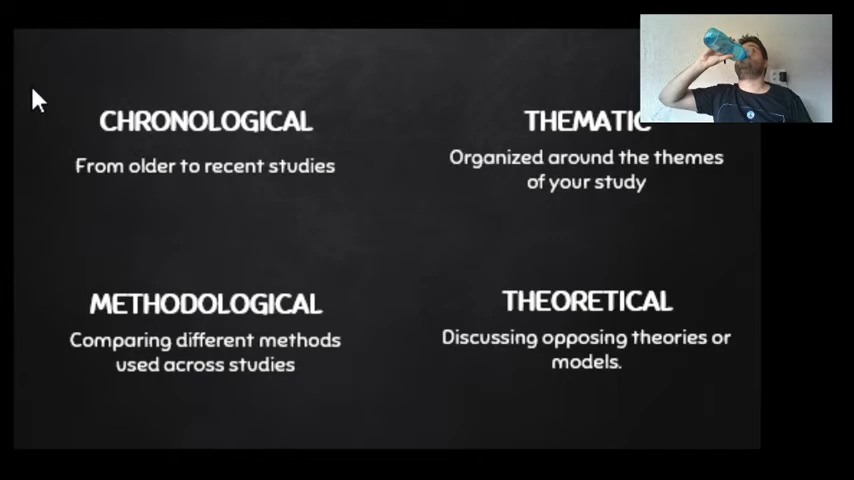 CHRONOLOGICAL
From older to recent studies
THEMATIC
Organized around the themes
of your study
METHODOLOGICAL
Comparing different methods
used across studies
THEORETICAL
Discussing opposing theories or
models.